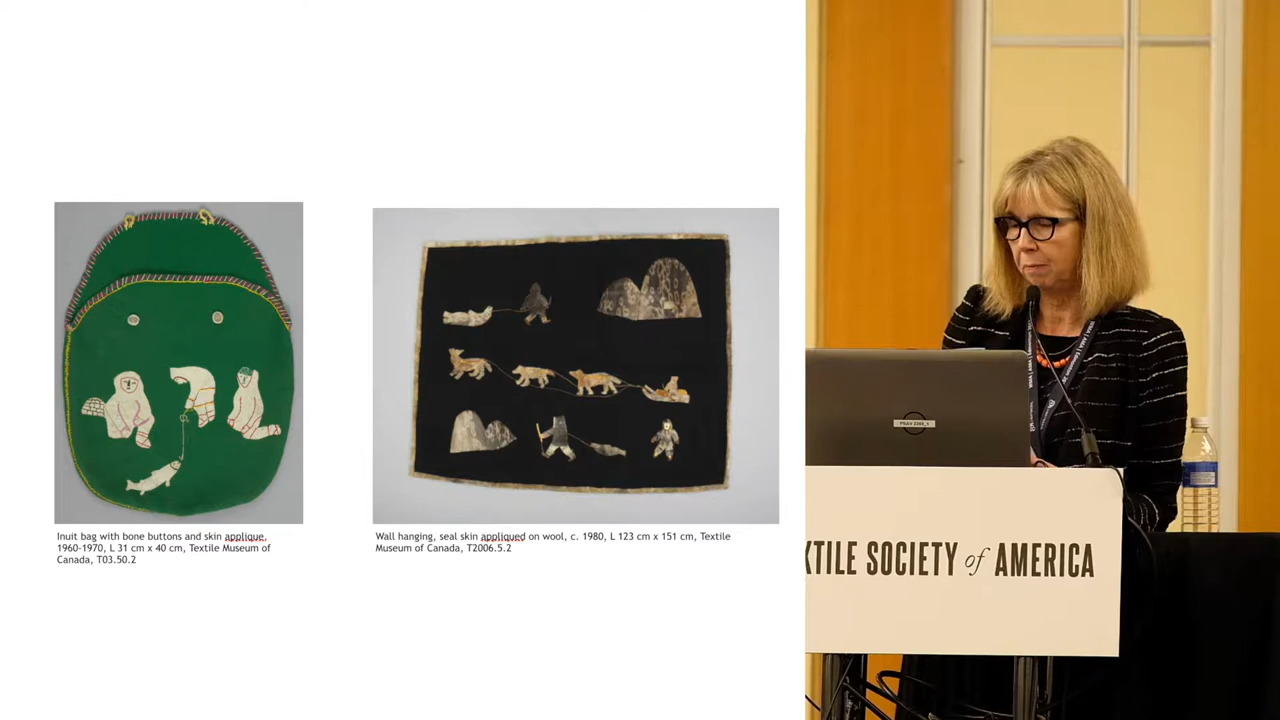 Inuit bag with bone buttons and skin applique,
1960-1970, L 31 cm x 40 cm, Textile Museum of
Canada, T03.50.2
Wall hanging, seal skin appliqued on wool, c. 1980, L 123 cm x 151 cm, Textile
Museum of Canada, T2006.5.2
XTILE SOCIETY of AMERICA